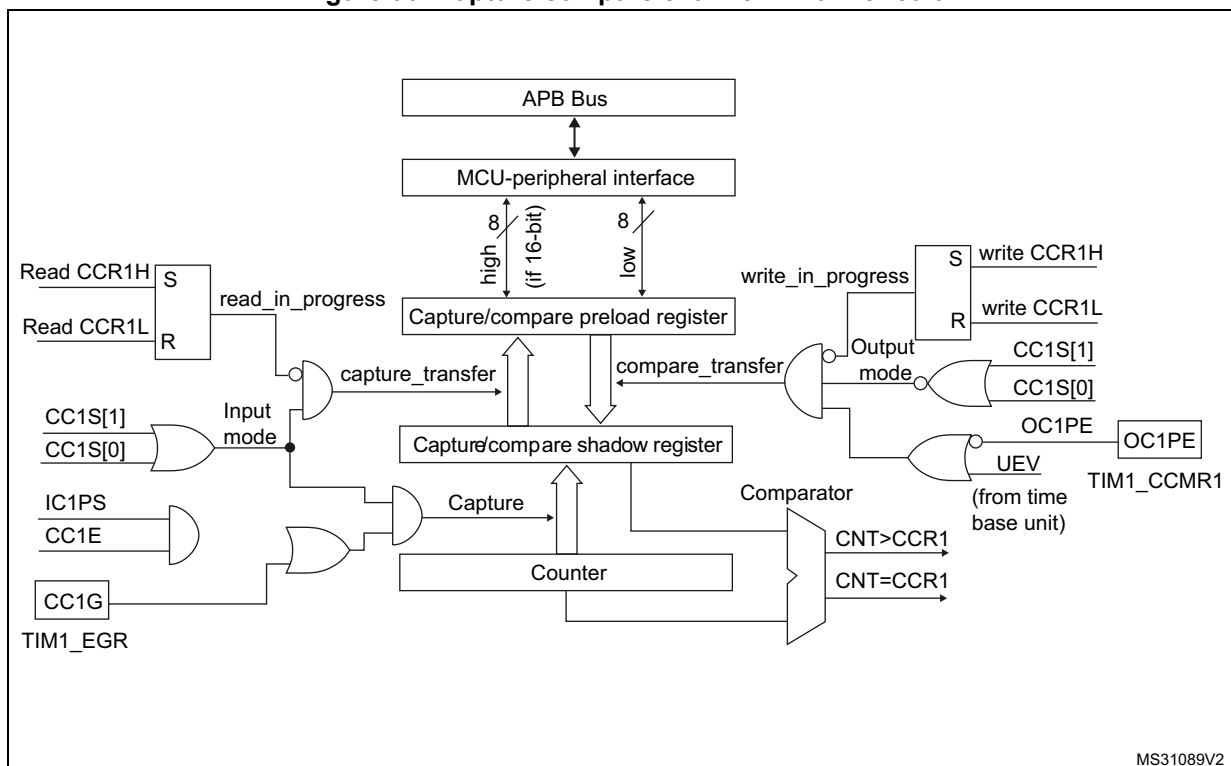 APB Bus
MCU-peripheral interface
8
high
(if 16-bit)
8
low
Read CCR1H
S
read_in_progress
Read CCR1L
R
write_in_progress
S
write CCR1H
R
write CCR1L
Capture/compare preload register
capture_transfer
compare_transfer
Output
mode
CC1S[1]
CC1S[0]
CC1S[1]
CC1S[0]
Input
mode
Capture/compare shadow register
OC1PE
OC1PE
UEV
TIM1_CCMR1
(from time
base unit)
IC1PS
CC1E
Capture
Comparator
CNT>CCR1
CNT=CCR1
Counter
CC1G
TIM1_EGR
MS31089V2